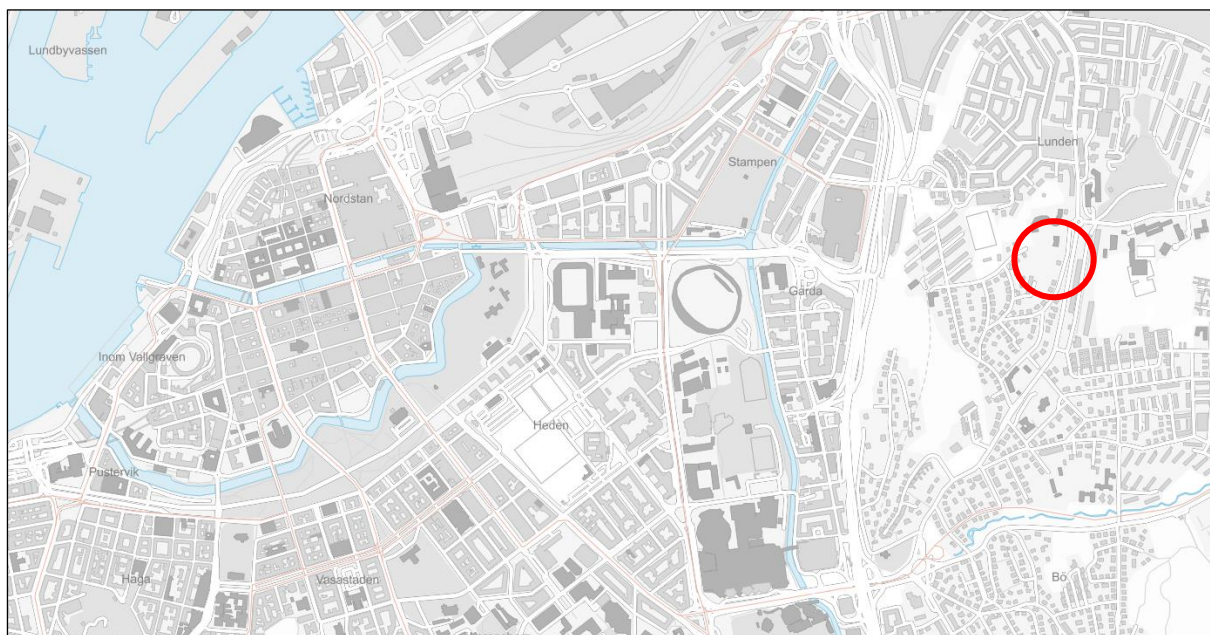 Lundbyvassen
Lunden
Stampen
Nordstan
Gårda
Inom Vallgraven
Heden
Pustervik
Haga
Vasastaden
Bö